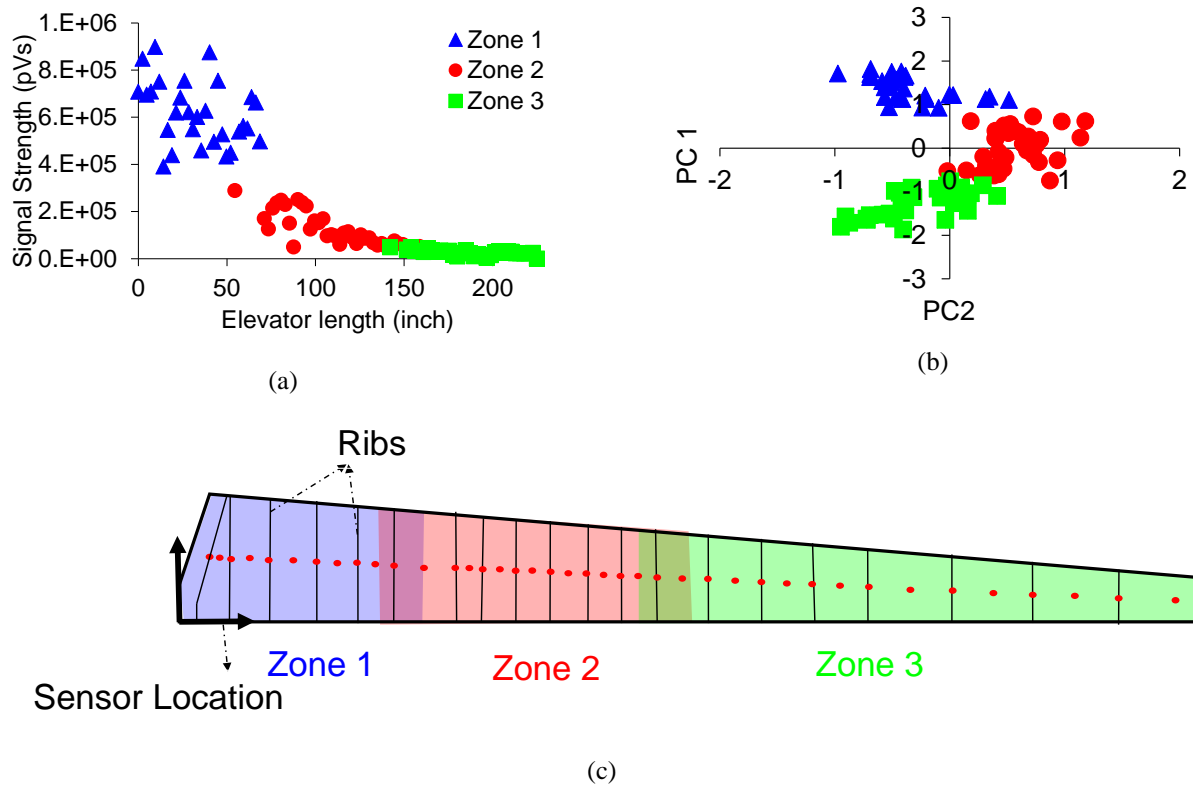 1.E+06
8.E+05
6.E+05
4.E+05
2.E+05
0.E+00
Signal Strength (pVs)
0 50 100 150 200
Elevator length (inch)
Zone 1
Zone 2
Zone 3
(a)
3
2
1
0
-1
-2
-3
-2 -1 0 1 2
PC 1
PC2
(b)
Ribs
Zone 1
Zone 2
Zone 3
Sensor Location
(c)